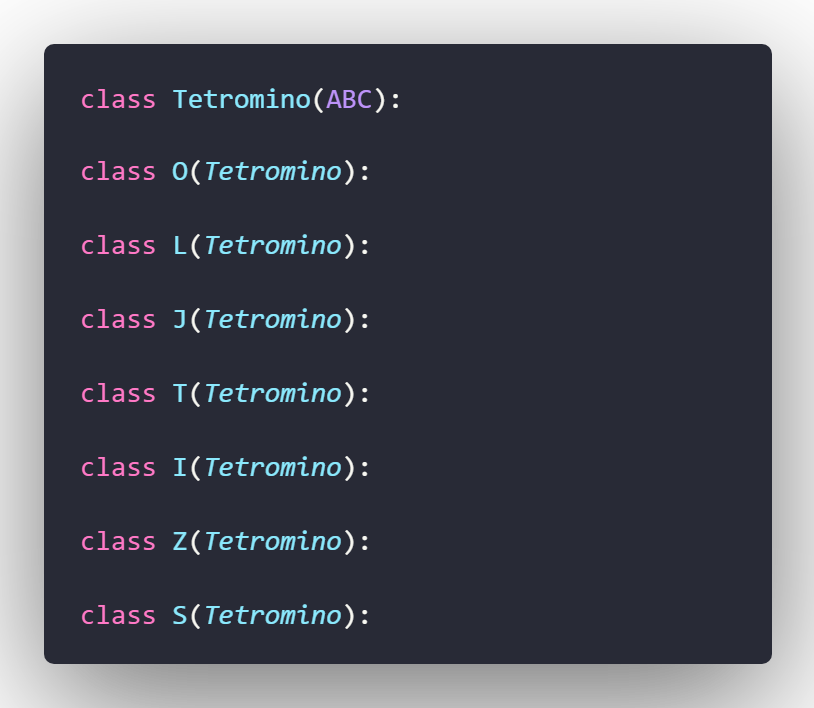 class Tetromino(ABC):
class O(Tetromino):
class L(Tetromino):
class J(Tetromino):
class T(Tetromino):
class I(Tetromino):
class Z(Tetromino):
class S(Tetromino):